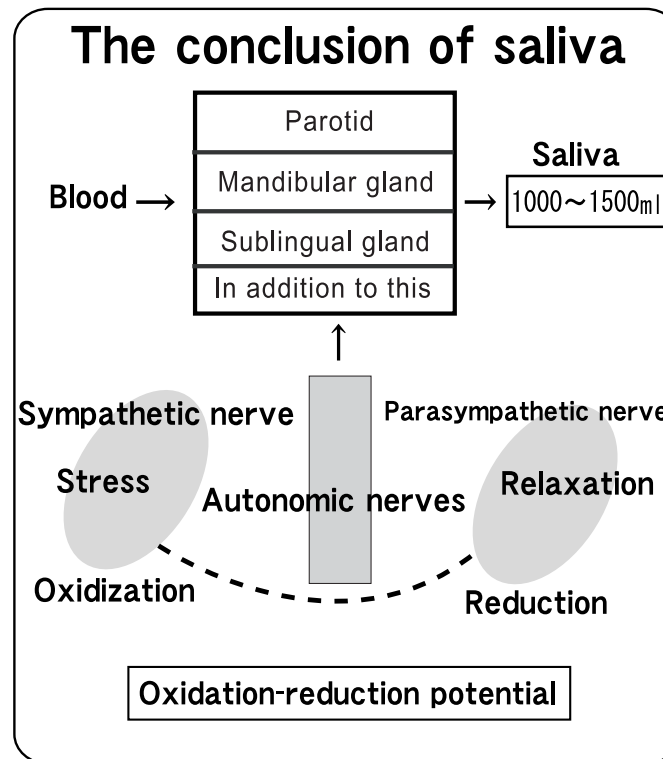 The conclusion of saliva
Parotid
Mandibular gland
Sublingual gland
In addition to this
Blood →
→
Saliva
1000～1500ml
↑
Sympathetic nerve
Parasympathetic nerve
Stress
Autonomic nerves
Relaxation
Oxidization
Reduction
Oxidation-reduction potential